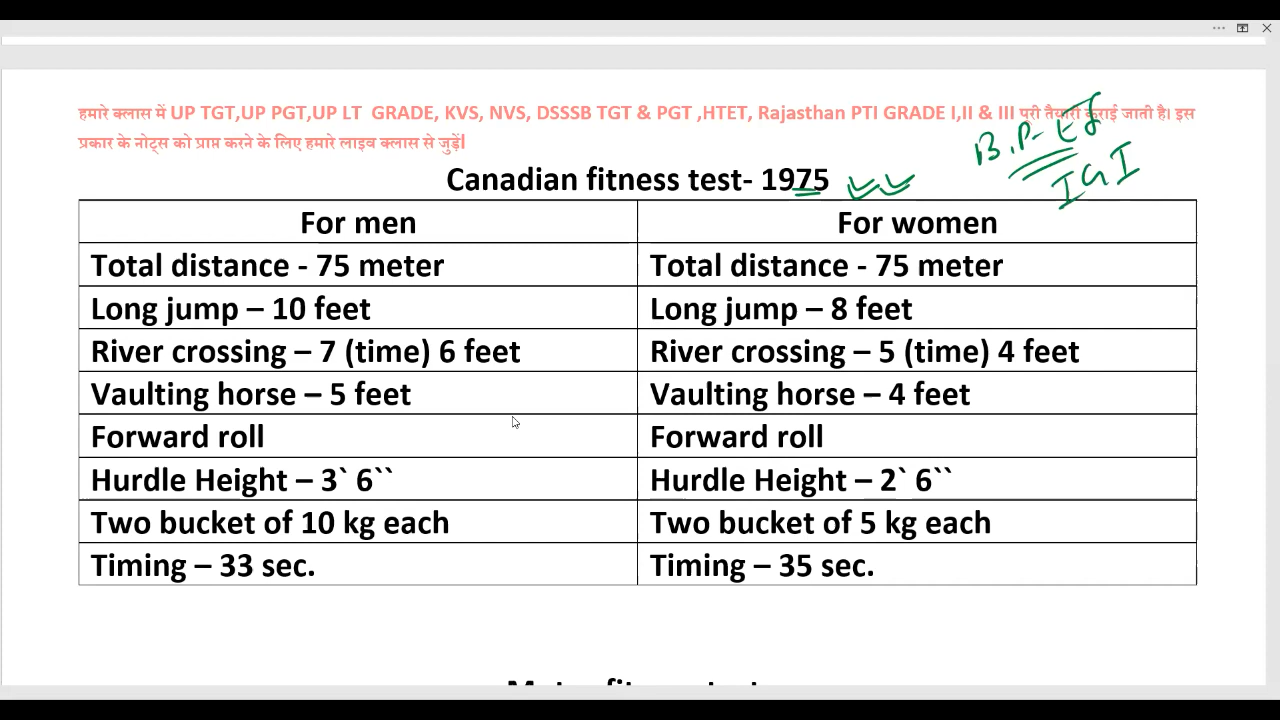 हमारे क्लास में UP TGT,UP PGT,UP LT GRADE, KVS, NVS, DSSSB TGT & PGT ,HTET, Rajasthan PTI GRADE I,II & III पूरी तैयारी कराई जाती है। इस
प्रकार के नोट्स को प्राप्त करने के लिए हमारे लाइव क्लास से जुड़ें।
B.P-Ed
IGI
Canadian fitness test- 1975
For men For women
Total distance - 75 meter Total distance - 75 meter
Long jump – 10 feet Long jump – 8 feet
River crossing – 7 (time) 6 feet River crossing – 5 (time) 4 feet
Vaulting horse – 5 feet Vaulting horse – 4 feet
Forward roll Forward roll
Hurdle Height – 3` 6`` Hurdle Height – 2` 6``
Two bucket of 10 kg each Two bucket of 5 kg each
Timing – 33 sec. Timing – 35 sec.